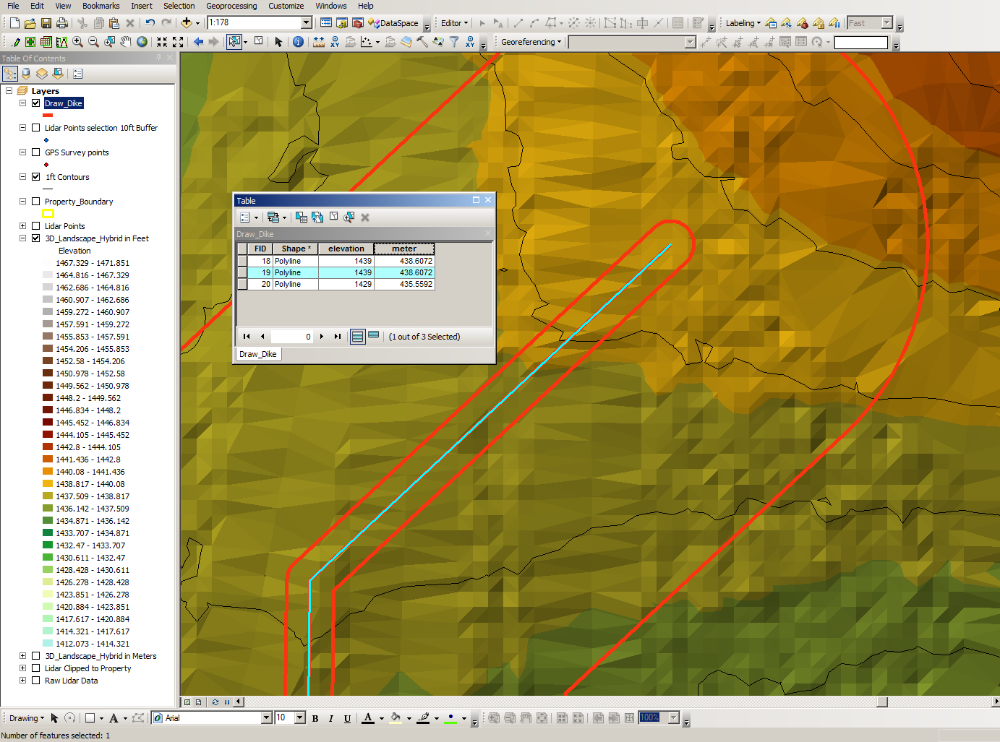 File Edit View Bookmarks Insert Selection Geoprocessing Customize Windows Help
1:178 DataSpace Editor Labeling Fast
Georeferencing
Table Of Contents
Layers
Draw_Dike
Lidar Points selection 10ft Buffer
GPS Survey points
1ft Contours
Property_Boundary
Lidar Points
3D_Landscape_Hybrid in Feet
Elevation
1467.329 - 1471.851
1464.816 - 1467.329
1462.686 - 1464.816
1460.907 - 1462.686
1459.272 - 1460.907
1457.591 - 1459.272
1455.853 - 1457.591
1454.206 - 1455.853
1452.58 - 1454.206
1450.978 - 1452.58
1449.562 - 1450.978
1448.2 - 1449.562
1446.834 - 1448.2
1445.452 - 1446.834
1444.105 - 1445.452
1442.8 - 1444.105
1441.436 - 1442.8
1440.08 - 1441.436
1438.817 - 1440.08
1437.509 - 1438.817
1436.142 - 1437.509
1434.871 - 1436.142
1433.707 - 1434.871
1432.47 - 1433.707
1430.611 - 1432.47
1428.428 - 1430.611
1426.278 - 1428.428
1423.851 - 1426.278
1420.884 - 1423.851
1417.617 - 1420.884
1414.321 - 1417.617
1412.073 - 1414.321
3D_Landscape_Hybrid in Meters
Lidar Clipped to Property
Raw Lidar Data
Table
Draw_Dike
FID Shape * elevation meter
18 Polyline 1439 438.6072
19 Polyline 1439 438.6072
20 Polyline 1429 435.5592
0 (1 out of 3 Selected)
Draw_Dike
Drawing A Arial 10 B I U A 100%
Number of features selected: 1